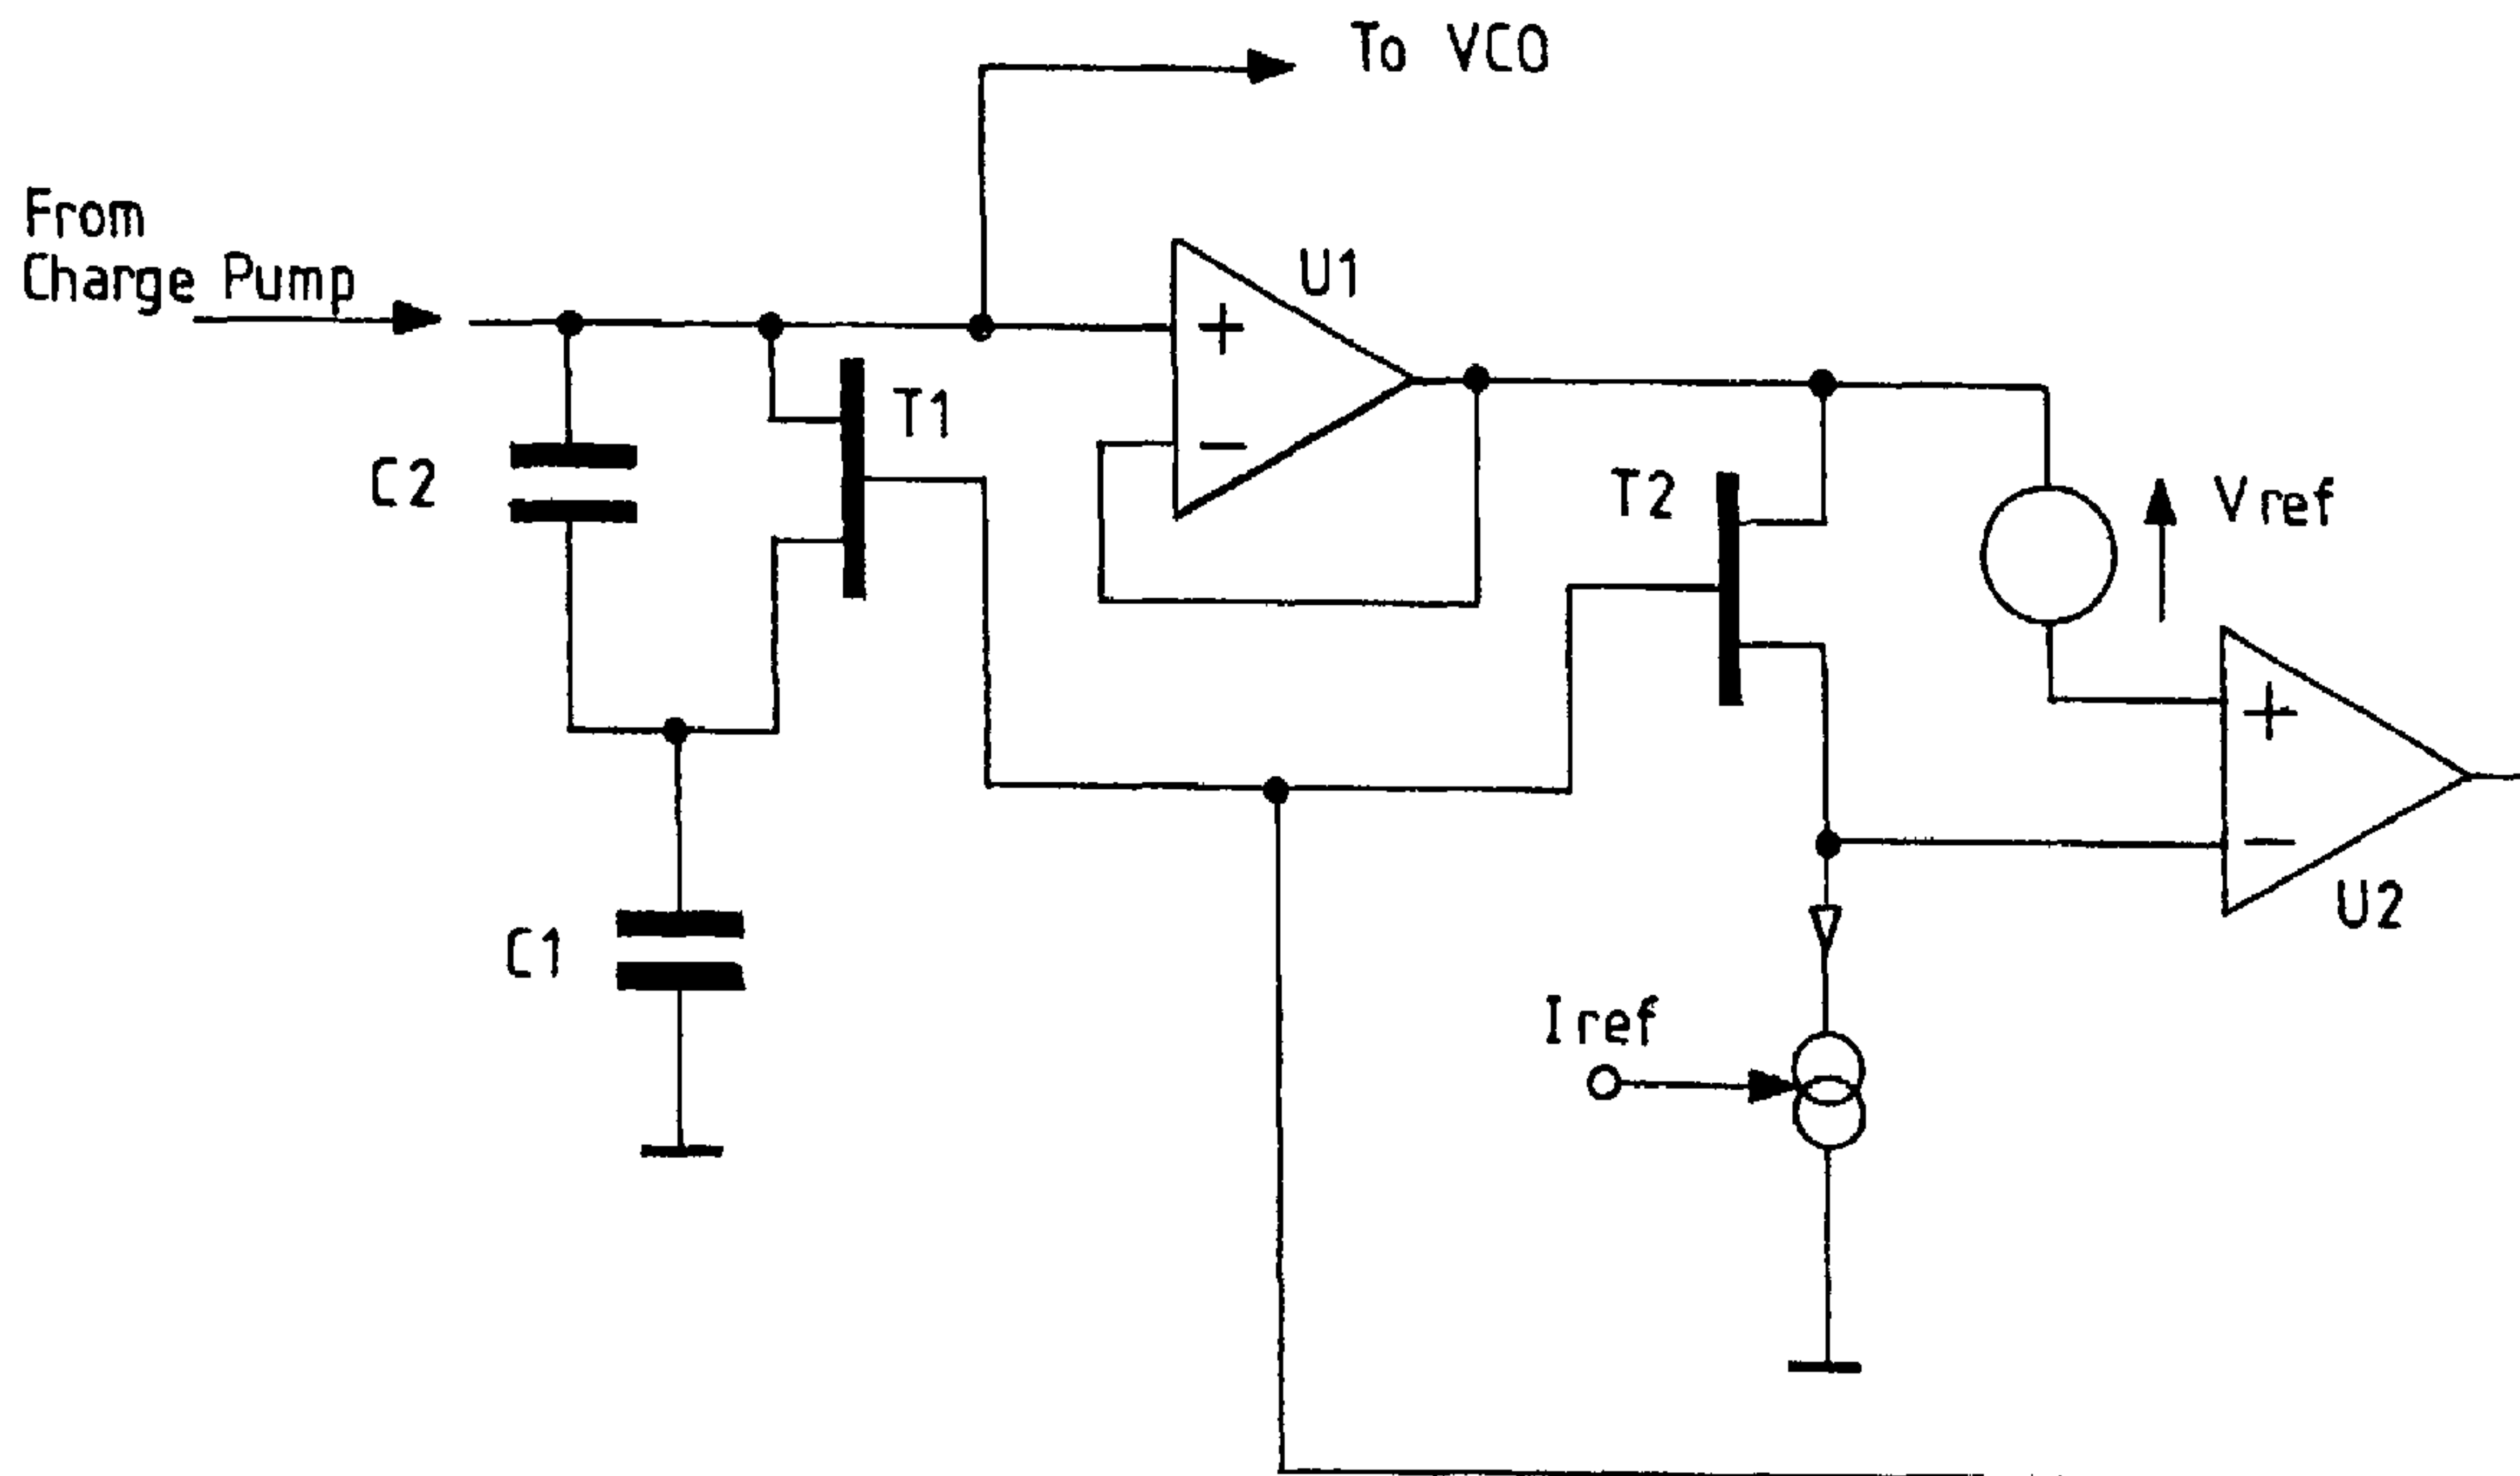 To VCO
From
Charge Pump
U1
+
−
T1
C2
T2
Vref
+
−
U2
C1
Iref